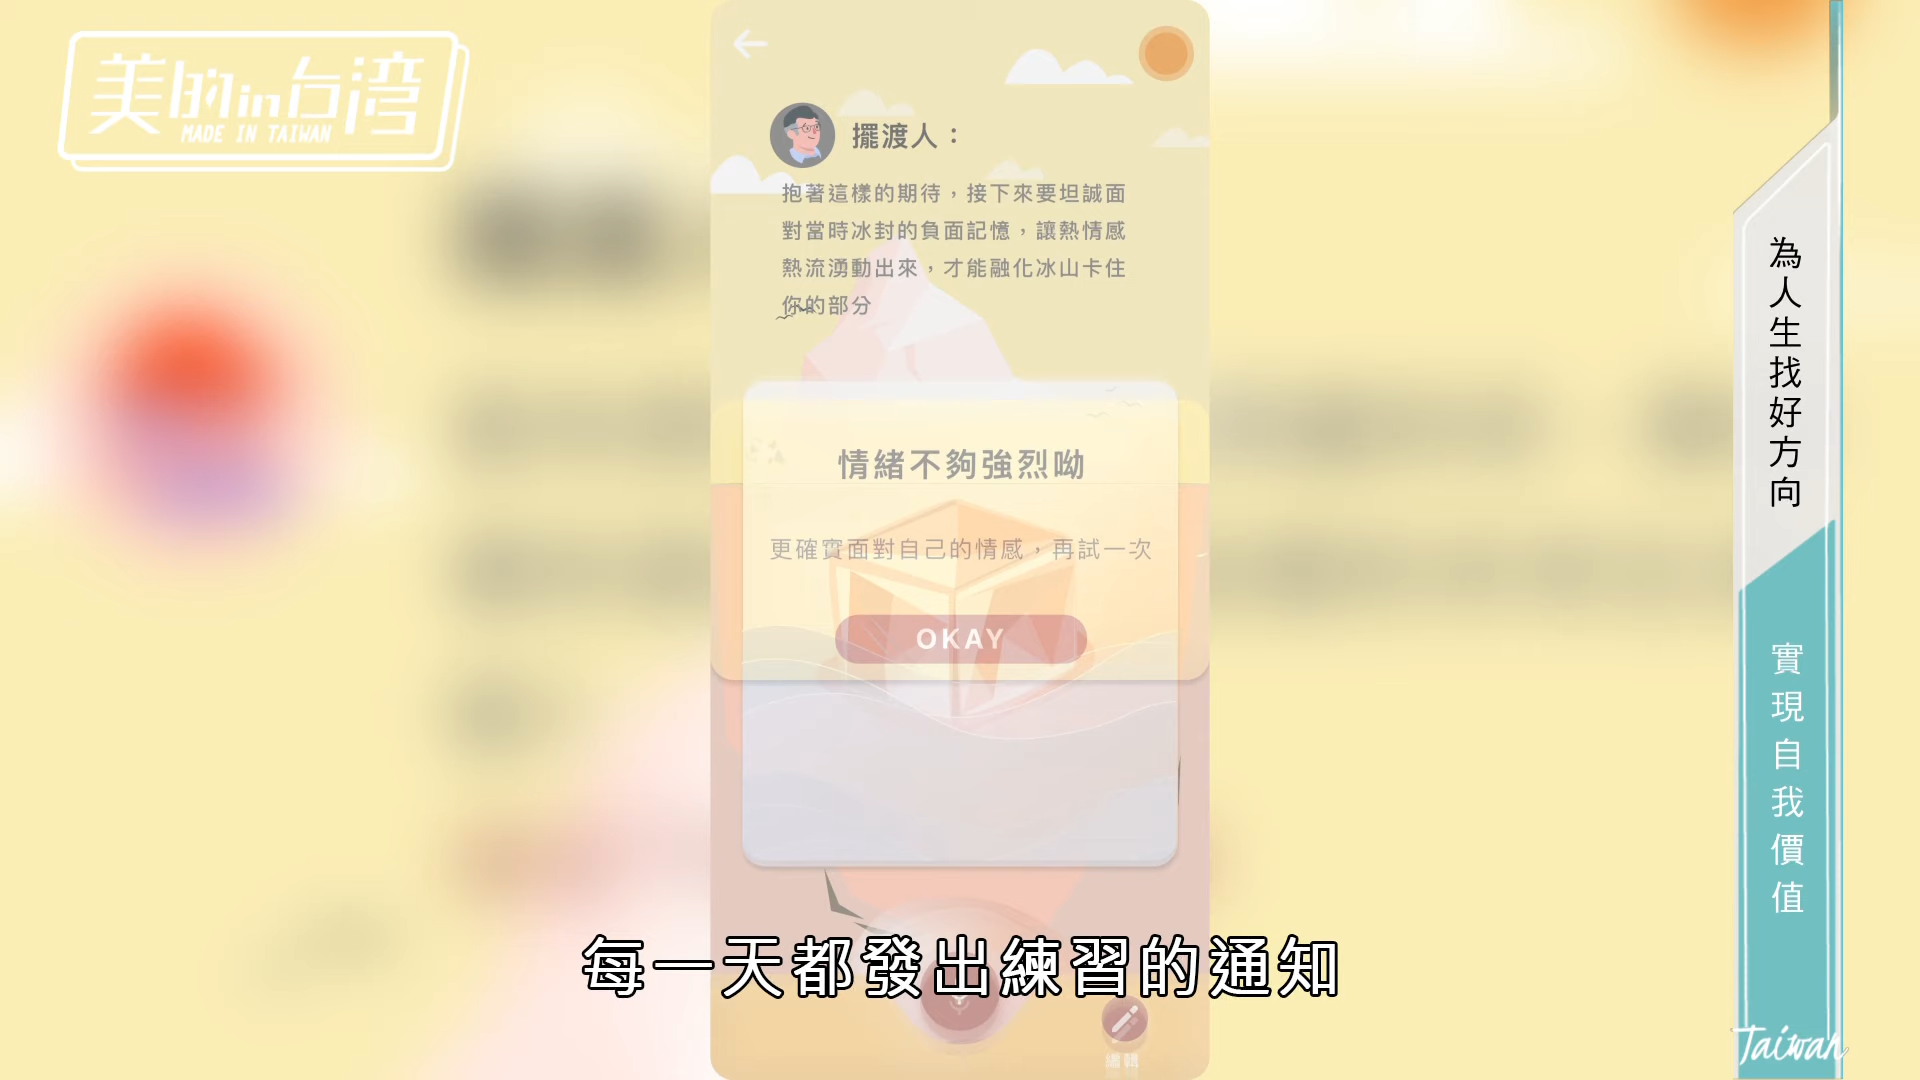 美的in台湾
MADE IN TAIWAN
擺渡人：
抱著這樣的期待，接下來要坦誠面
對當時冰封的負面記憶，讓熱情感
熱流湧動出來，才能融化冰山卡住
你的部分
情緒不夠強烈呦
更確實面對自己的情感，再試一次
OKAY
編輯
每一天都發出練習的通知
為人生找好方向
實現自我價值
Taiwan